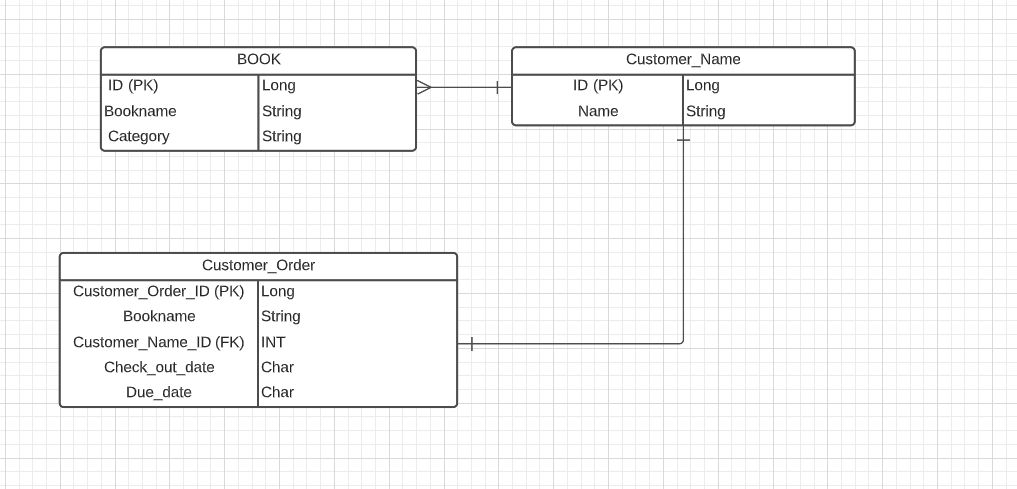 BOOK
ID (PK) Long
Bookname String
Category String
Customer_Name
ID (PK) Long
Name String
Customer_Order
Customer_Order_ID (PK) Long
Bookname String
Customer_Name_ID (FK) INT
Check_out_date Char
Due_date Char